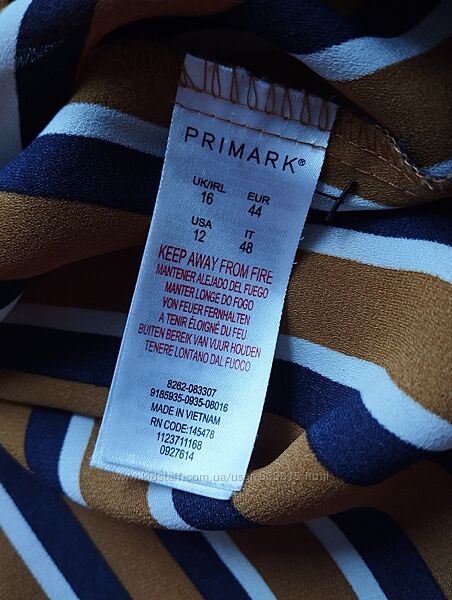 PRIMARK®
UK/IRL EUR
16 44
USA IT
12 48
KEEP AWAY FROM FIRE
MANTENER ALEJADO DEL FUEGO
MANTER LONGE DO FOGO
VON FEUER FERNHALTEN
A TENIR ÉLOIGNÉ DU FEU
BUITEN BEREIK VAN VUUR HOUDEN
TENERE LONTANO DAL FUOCO
8262-083307
9185935-0935-08016
MADE IN VIETNAM
RN CODE:145478
1123711168
0927614